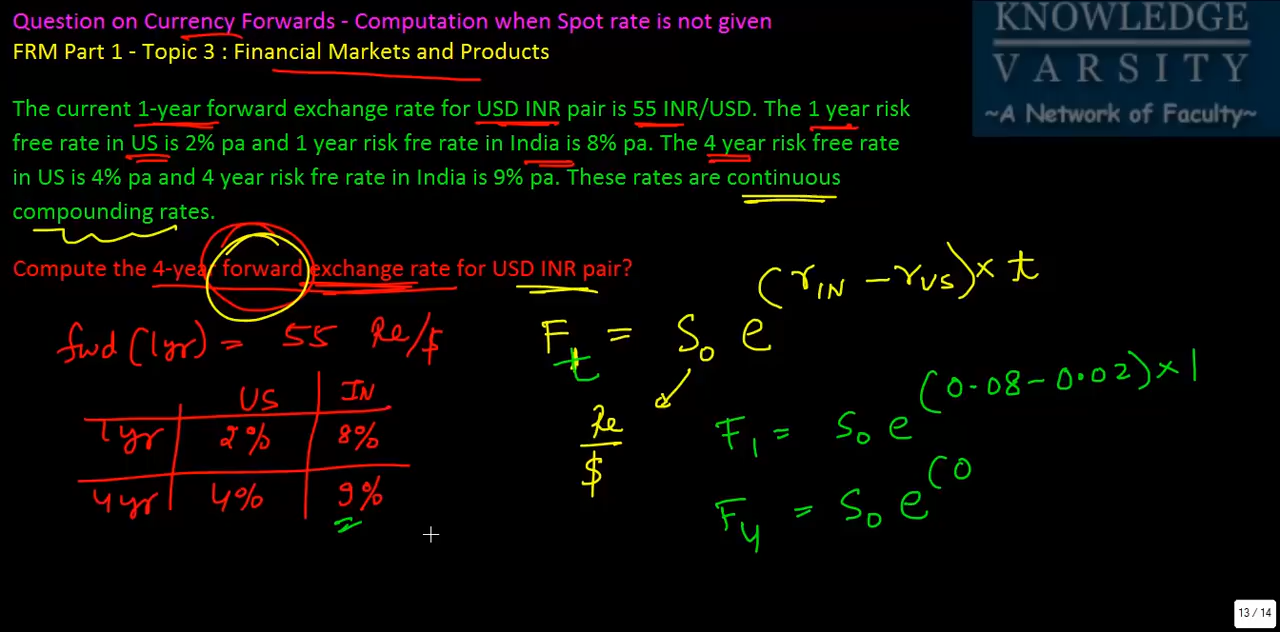 Question on Currency Forwards - Computation when Spot rate is not given
FRM Part 1 - Topic 3 : Financial Markets and Products
KNOWLEDGE
VARSITY
~A Network of Faculty~
The current 1-year forward exchange rate for USD INR pair is 55 INR/USD. The 1 year risk
free rate in US is 2% pa and 1 year risk fre rate in India is 8% pa. The 4 year risk free rate
in US is 4% pa and 4 year risk fre rate in India is 9% pa. These rates are continuous
compounding rates.
Compute the 4-year forward exchange rate for USD INR pair?
fwd (1yr) = 55 Re/$
US IN
1yr 2% 8%
4yr 4% 9%
F_t = S_0 e^(r_IN - r_US) × t
Re
$
F_1 = S_0 e^(0.08 - 0.02) × 1
F_4 = S_0 e^(0
13 / 14